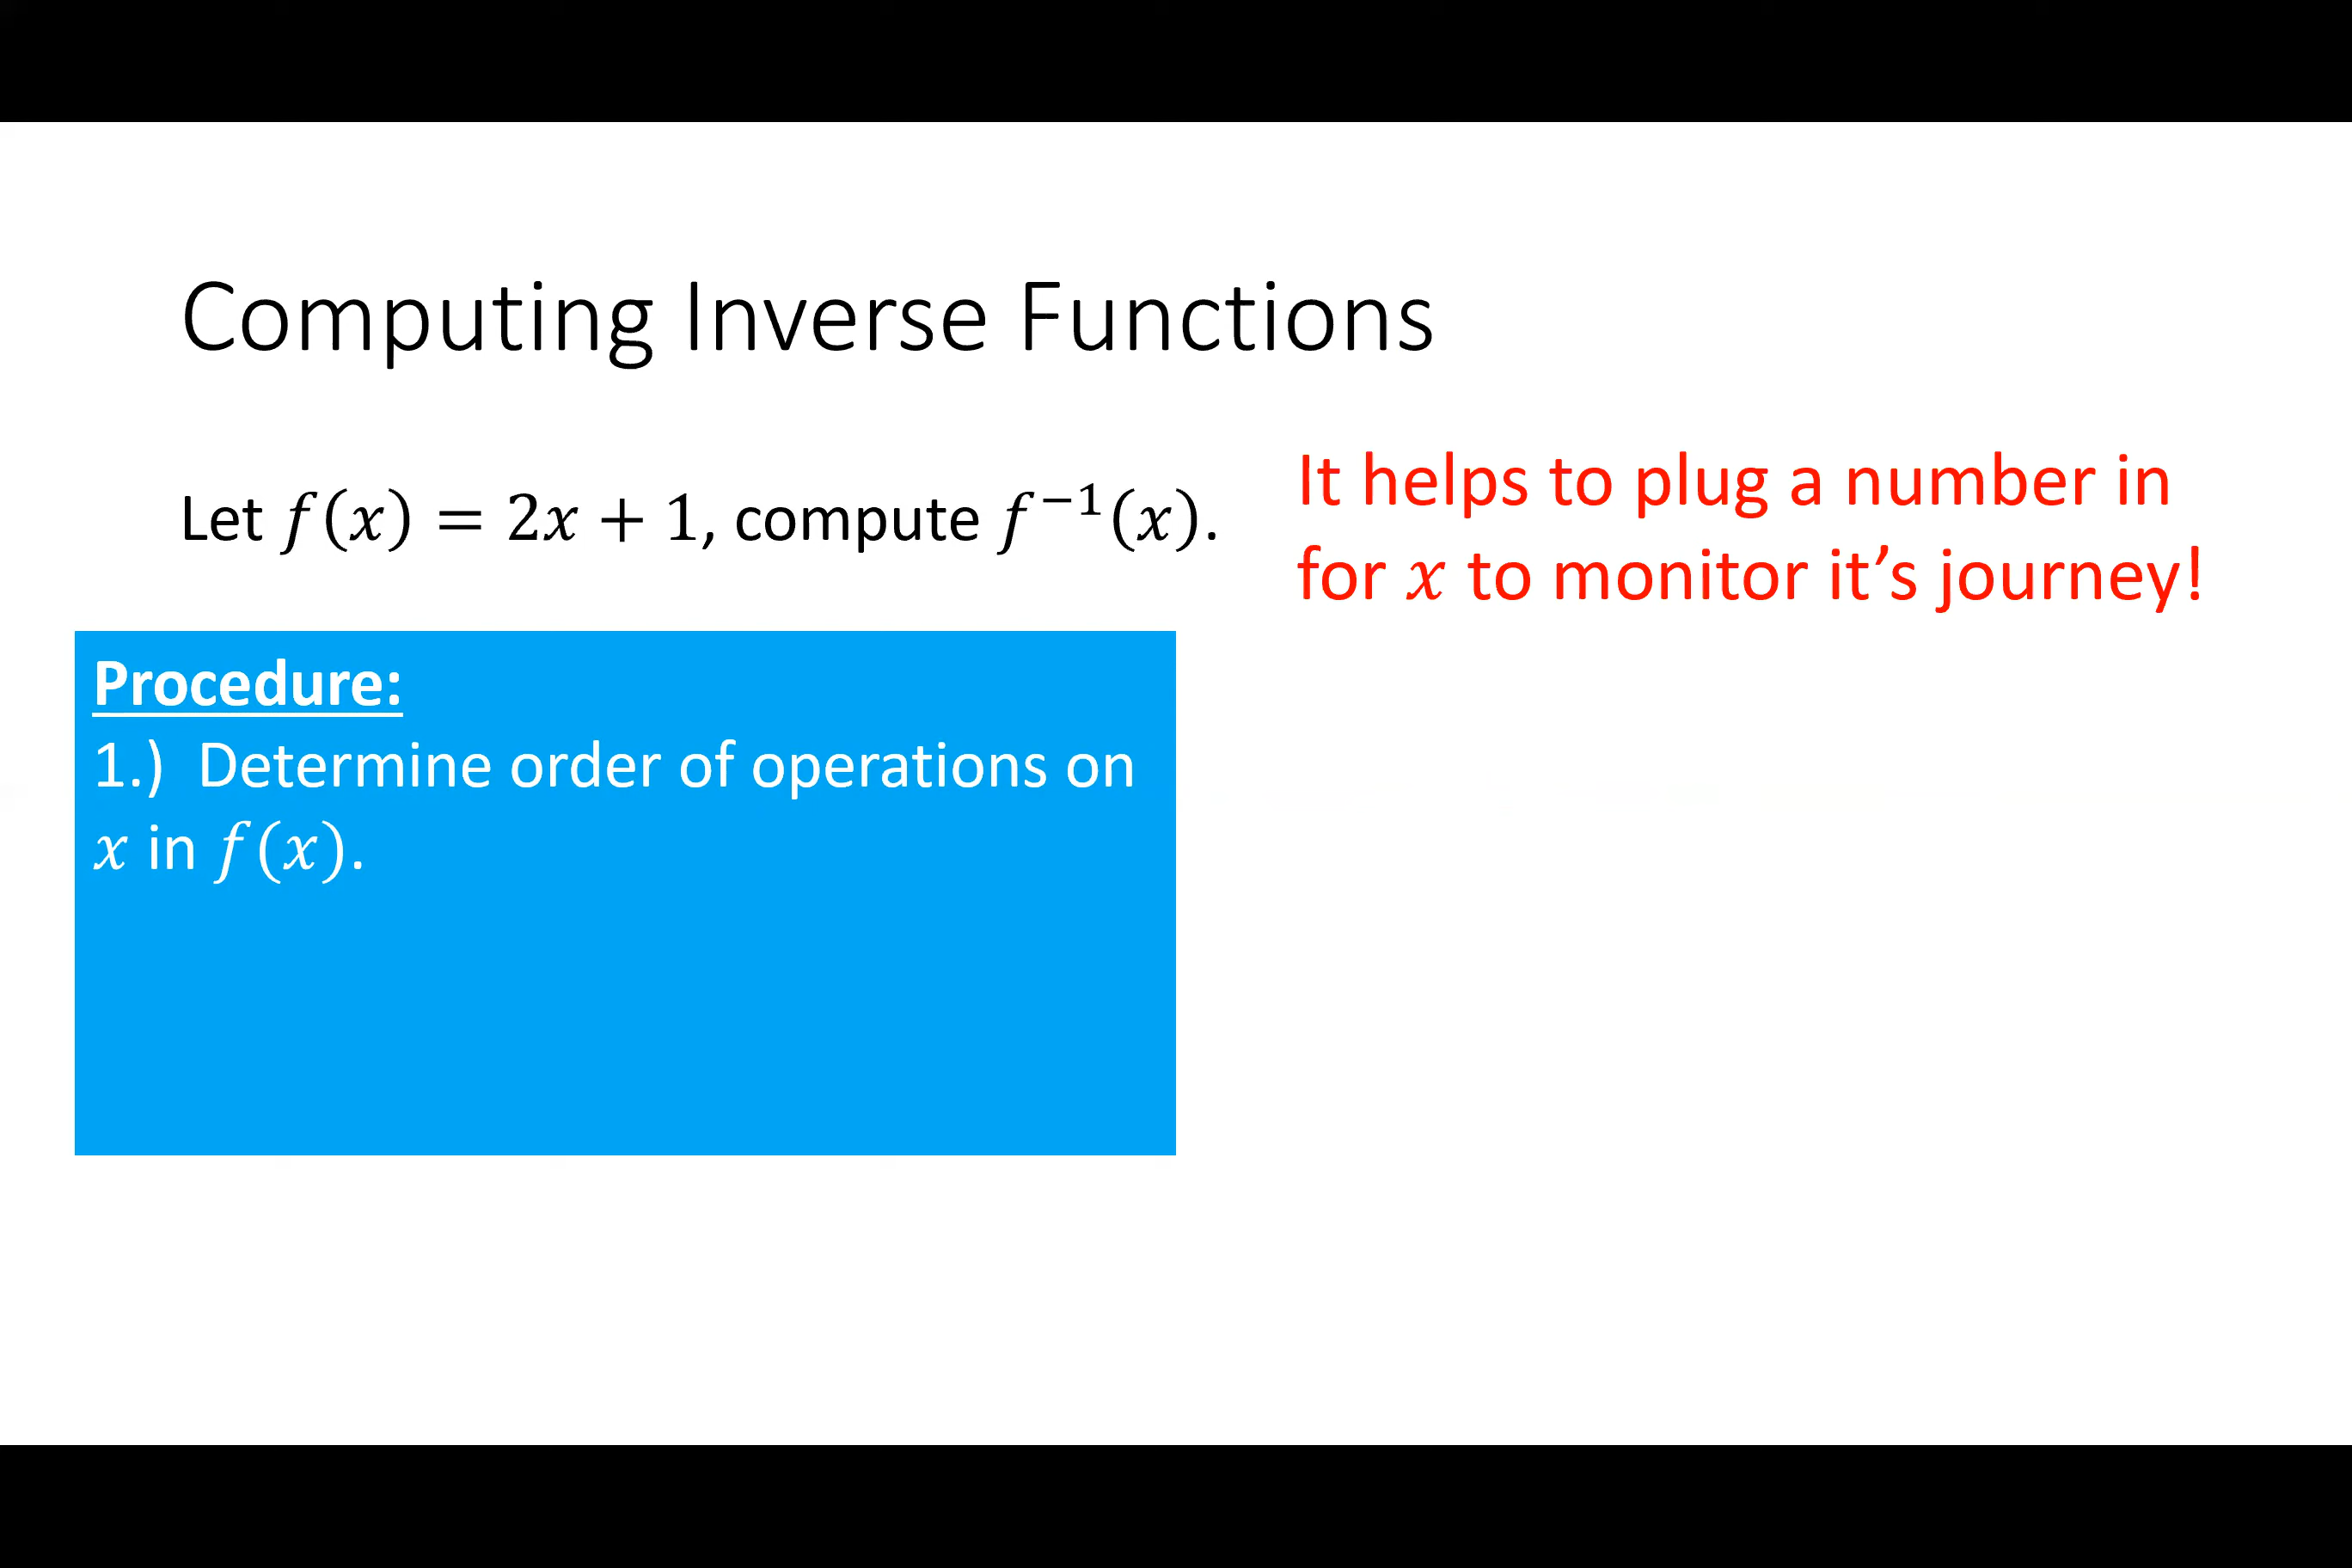 Computing Inverse Functions
Let f(x) = 2x + 1, compute f⁻¹(x).
It helps to plug a number in
for x to monitor it’s journey!
Procedure:
1.) Determine order of operations on
x in f(x).